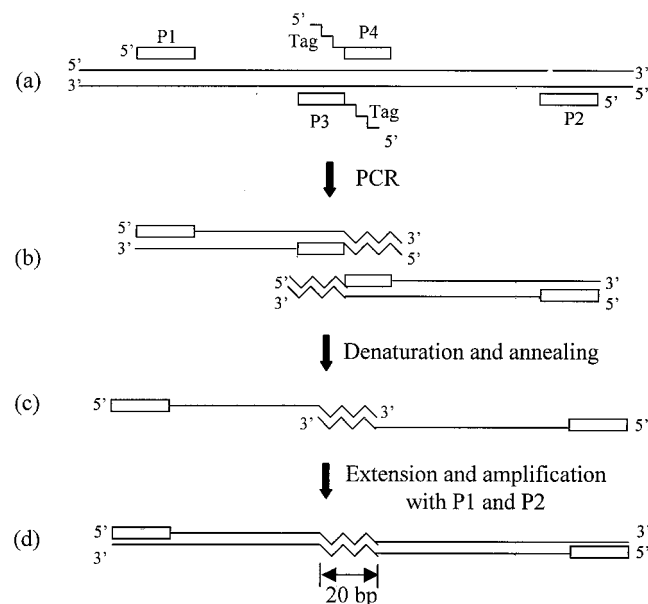 5'
P1
P4
5'
Tag
(a)
5'
3'
3'
5'
P3
Tag
5'
P2
5'
PCR
(b)
5'
3'
3'
5'
5'
3'
3'
5'
Denaturation and annealing
(c)
5'
3'
3'
5'
Extension and amplification
with P1 and P2
(d)
5'
3'
3'
5'
20 bp